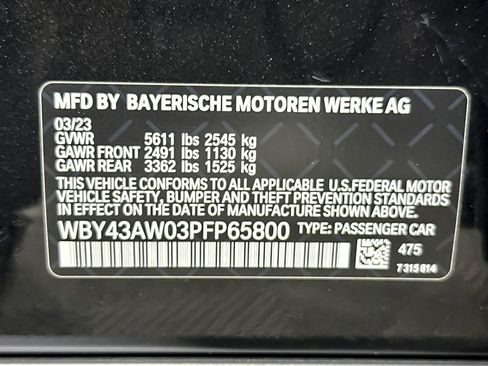 MFD BY BAYERISCHE MOTOREN WERKE AG
03/23
GVWR 5611 lbs 2545 kg
GAWR FRONT 2491 lbs 1130 kg
GAWR REAR 3362 lbs 1525 kg
THIS VEHICLE CONFORMS TO ALL APPLICABLE U.S.FEDERAL MOTOR
VEHICLE SAFETY, BUMPER AND THEFT PREVENTION STANDARDS IN
EFFECT ON THE DATE OF MANUFACTURE SHOWN ABOVE.
WBY43AW03PFP65800 TYPE: PASSENGER CAR
475
7315814